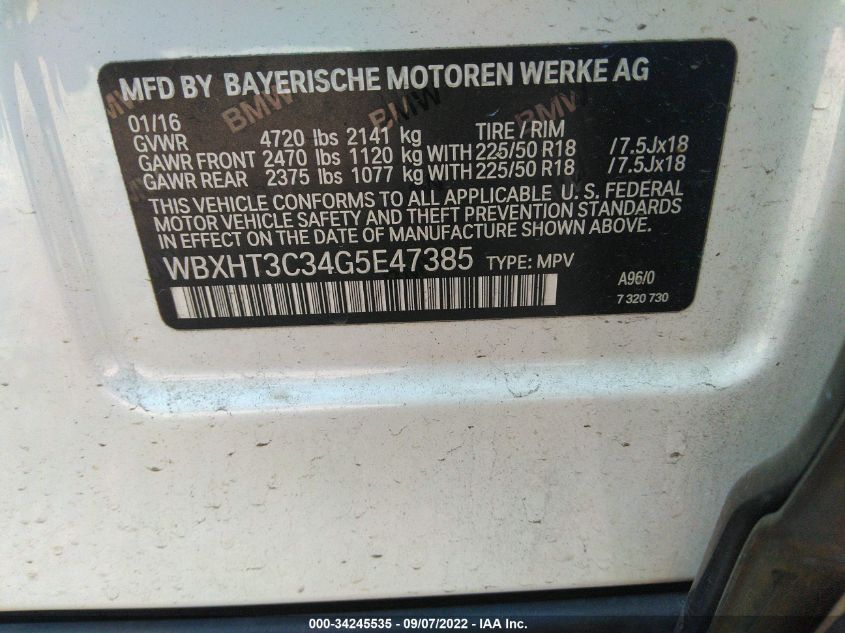 MFD BY BAYERISCHE MOTOREN WERKE AG
01/16 TIRE / RIM
GVWR 4720 lbs 2141 kg
GAWR FRONT 2470 lbs 1120 kg WITH 225/50 R18 /7.5Jx18
GAWR REAR 2375 lbs 1077 kg WITH 225/50 R18 /7.5Jx18
THIS VEHICLE CONFORMS TO ALL APPLICABLE U. S. FEDERAL
MOTOR VEHICLE SAFETY AND THEFT PREVENTION STANDARDS
IN EFFECT ON THE DATE OF MANUFACTURE SHOWN ABOVE.
WBXHT3C34G5E47385 TYPE: MPV
A96/0
7 320 730
BMW BMW BMW
000-34245535 - 09/07/2022 - IAA Inc.